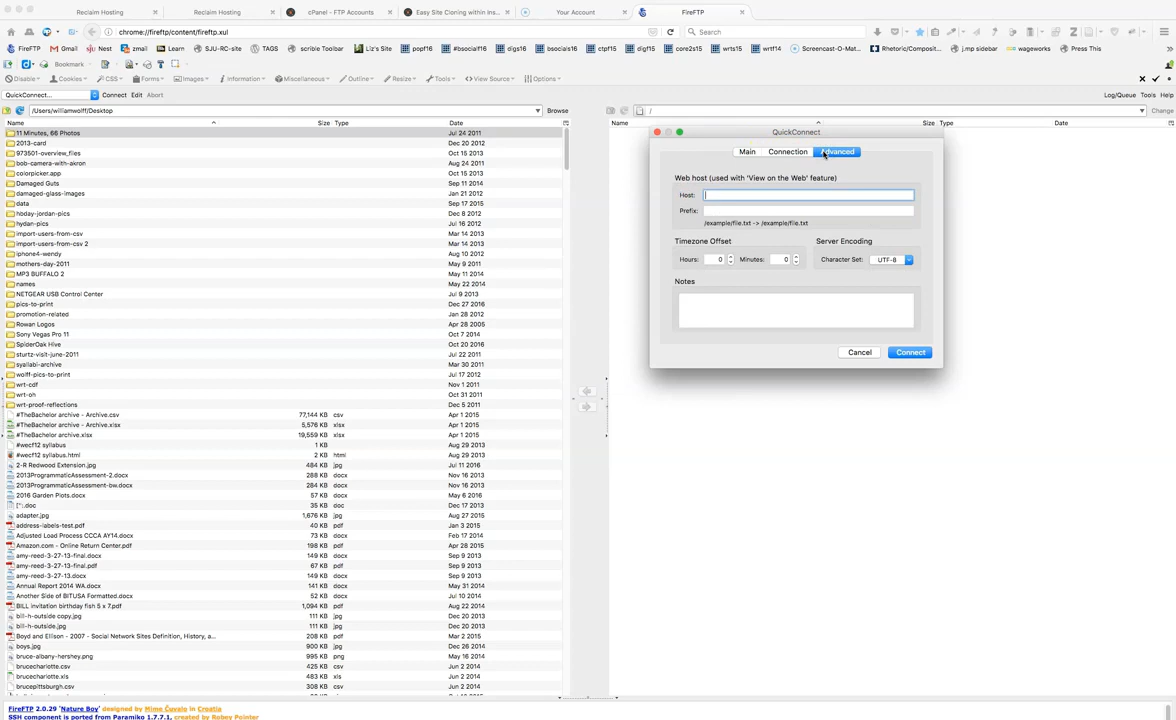 Reclaim Hosting
Reclaim Hosting
cPanel - FTP Accounts
Easy Site Cloning within Ins...
Your Account
FireFTP
chrome://fireftp/content/fireftp.xul
Search
FireFTP
Gmail
Nest
zmail
Learn
SJU-RC-site
TAGS
scrible Toolbar
Liz's Site
popf16
#bsocialf16
digs16
bsocials16
ctpf15
digf15
core2s15
wrts15
wrtf14
Screencast-O-Mat...
Rhetoric/Composit...
j.mp sidebar
wageworks
Press This
Bookmark
Disable
Cookies
CSS
Forms
Images
Information
Miscellaneous
Outline
Resize
Tools
View Source
Options
QuickConnect...
Connect Edit Abort
Log/Queue Tools Help
/Users/williamwolff/Desktop
Browse
/
Change
Name Size Type Date
Name Size Type Date
11 Minutes, 66 Photos Jul 24 2011
2013-card Dec 20 2012
973501-overview_files Oct 15 2013
bob-camera-with-akron Aug 24 2011
colorpicker.app Oct 15 2013
Damaged Guts Sep 11 2014
damaged-glass-images Jan 21 2012
data Sep 17 2015
hbday-jordan-pics Dec 8 2012
hydan-pics Jul 16 2012
import-users-from-csv Mar 14 2013
import-users-from-csv 2 Mar 14 2013
iphone4-wendy Aug 10 2012
mothers-day-2011 May 9 2011
MP3 BUFFALO 2 May 11 2014
names May 22 2014
NETGEAR USB Control Center Jul 9 2013
pics-to-print Dec 27 2016
promotion-related Jan 28 2012
Rowan Logos Apr 28 2005
Sony Vegas Pro 11 Oct 7 2014
SpiderOak Hive Oct 20 2016
sturtz-visit-june-2011 Jul 22 2011
syallabi-archive Mar 30 2011
wolff-pics-to-print Jul 17 2012
wrt-cdf Nov 1 2011
wrt-oh Oct 31 2011
wrt-proof-reflections Dec 5 2011
#TheBachelor archive - Archive.csv 77,144 KB csv Apr 1 2015
#TheBachelor archive - Archive.xlsx 5,576 KB xlsx Apr 1 2015
#TheBachelor archive.xlsx 19,559 KB xlsx Apr 1 2015
#wecf12 syllabus 1 KB Aug 29 2013
#wecf12 syllabus.html 2 KB html Aug 29 2013
2-R Redwood Extension.jpg 484 KB jpg Jul 11 2016
2013ProgrammaticAssessment-2.docx 288 KB docx Nov 16 2013
2013ProgrammaticAssessment-bw.docx 485 KB docx Nov 16 2013
2016 Garden Plots.docx 57 KB docx May 6 2016
35 KB doc Dec 17 2013
adapter.jpg 1,676 KB jpg Aug 27 2015
address-labels-test.pdf 40 KB pdf Jan 3 2015
Adjusted Load Process CCCA AY14.docx 73 KB docx Feb 17 2014
Amazon.com - Online Return Center.pdf 198 KB pdf Apr 28 2015
amy-reed-3-27-13-final.docx 149 KB docx Sep 9 2013
amy-reed-3-27-13-final.pdf 67 KB pdf Sep 9 2013
amy-reed-3-27-13.docx 149 KB docx Sep 9 2013
Annual Report 2014 WA.docx 141 KB docx May 31 2014
Another Side of BITUSA Formatted.docx 52 KB docx Jul 10 2014
BILL invitation birthday fish 5 x 7.pdf 1,094 KB pdf Aug 22 2014
bill-h-outside copy.jpg 111 KB jpg Dec 20 2013
bill-h-outside.jpg 111 KB jpg Dec 20 2013
Boyd and Ellison - 2007 - Social Network Sites Definition, History, a... 208 KB pdf Mar 2 2015
boys.jpg 900 KB jpg Dec 26 2014
bruce-albany-hershey.png 995 KB png May 16 2014
brucecharlotte.csv 425 KB csv Jun 2 2014
brucecharlotte.xls 483 KB xls Jun 2 2014
brucepittsburgh.csv 308 KB csv Jun 2 2014
QuickConnect
Main Connection Advanced
Web host (used with 'View on the Web' feature)
Host:
Prefix:
/example/file.txt -> /example/file.txt
Timezone Offset Server Encoding
Hours: 0 Minutes: 0 Character Set: UTF-8
Notes
Cancel Connect
FireFTP 2.0.29 'Nature Boy' designed by Mime Čuvalo in Croatia
SSH component is ported from Paramiko 1.7.7.1, created by Robey Pointer